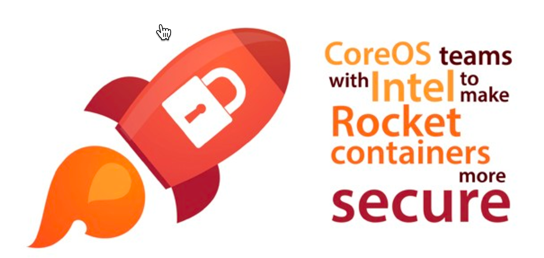 CoreOS teams
with Intel to
make
Rocket
containers
more
secure